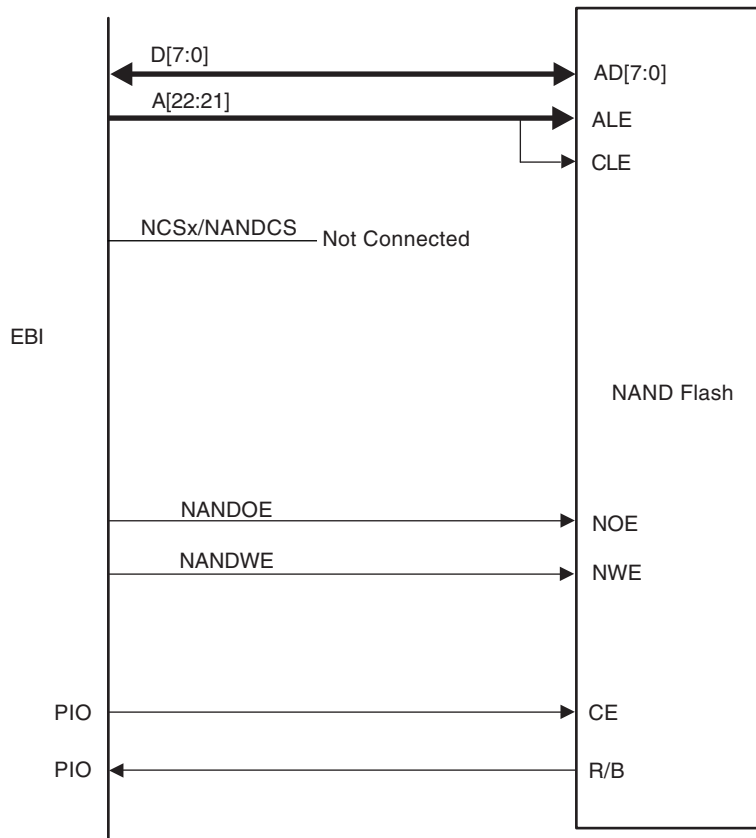 D[7:0]
AD[7:0]
A[22:21]
ALE
CLE
NCSx/NANDCS
Not Connected
EBI
NAND Flash
NANDOE
NOE
NANDWE
NWE
PIO
CE
PIO
R/B